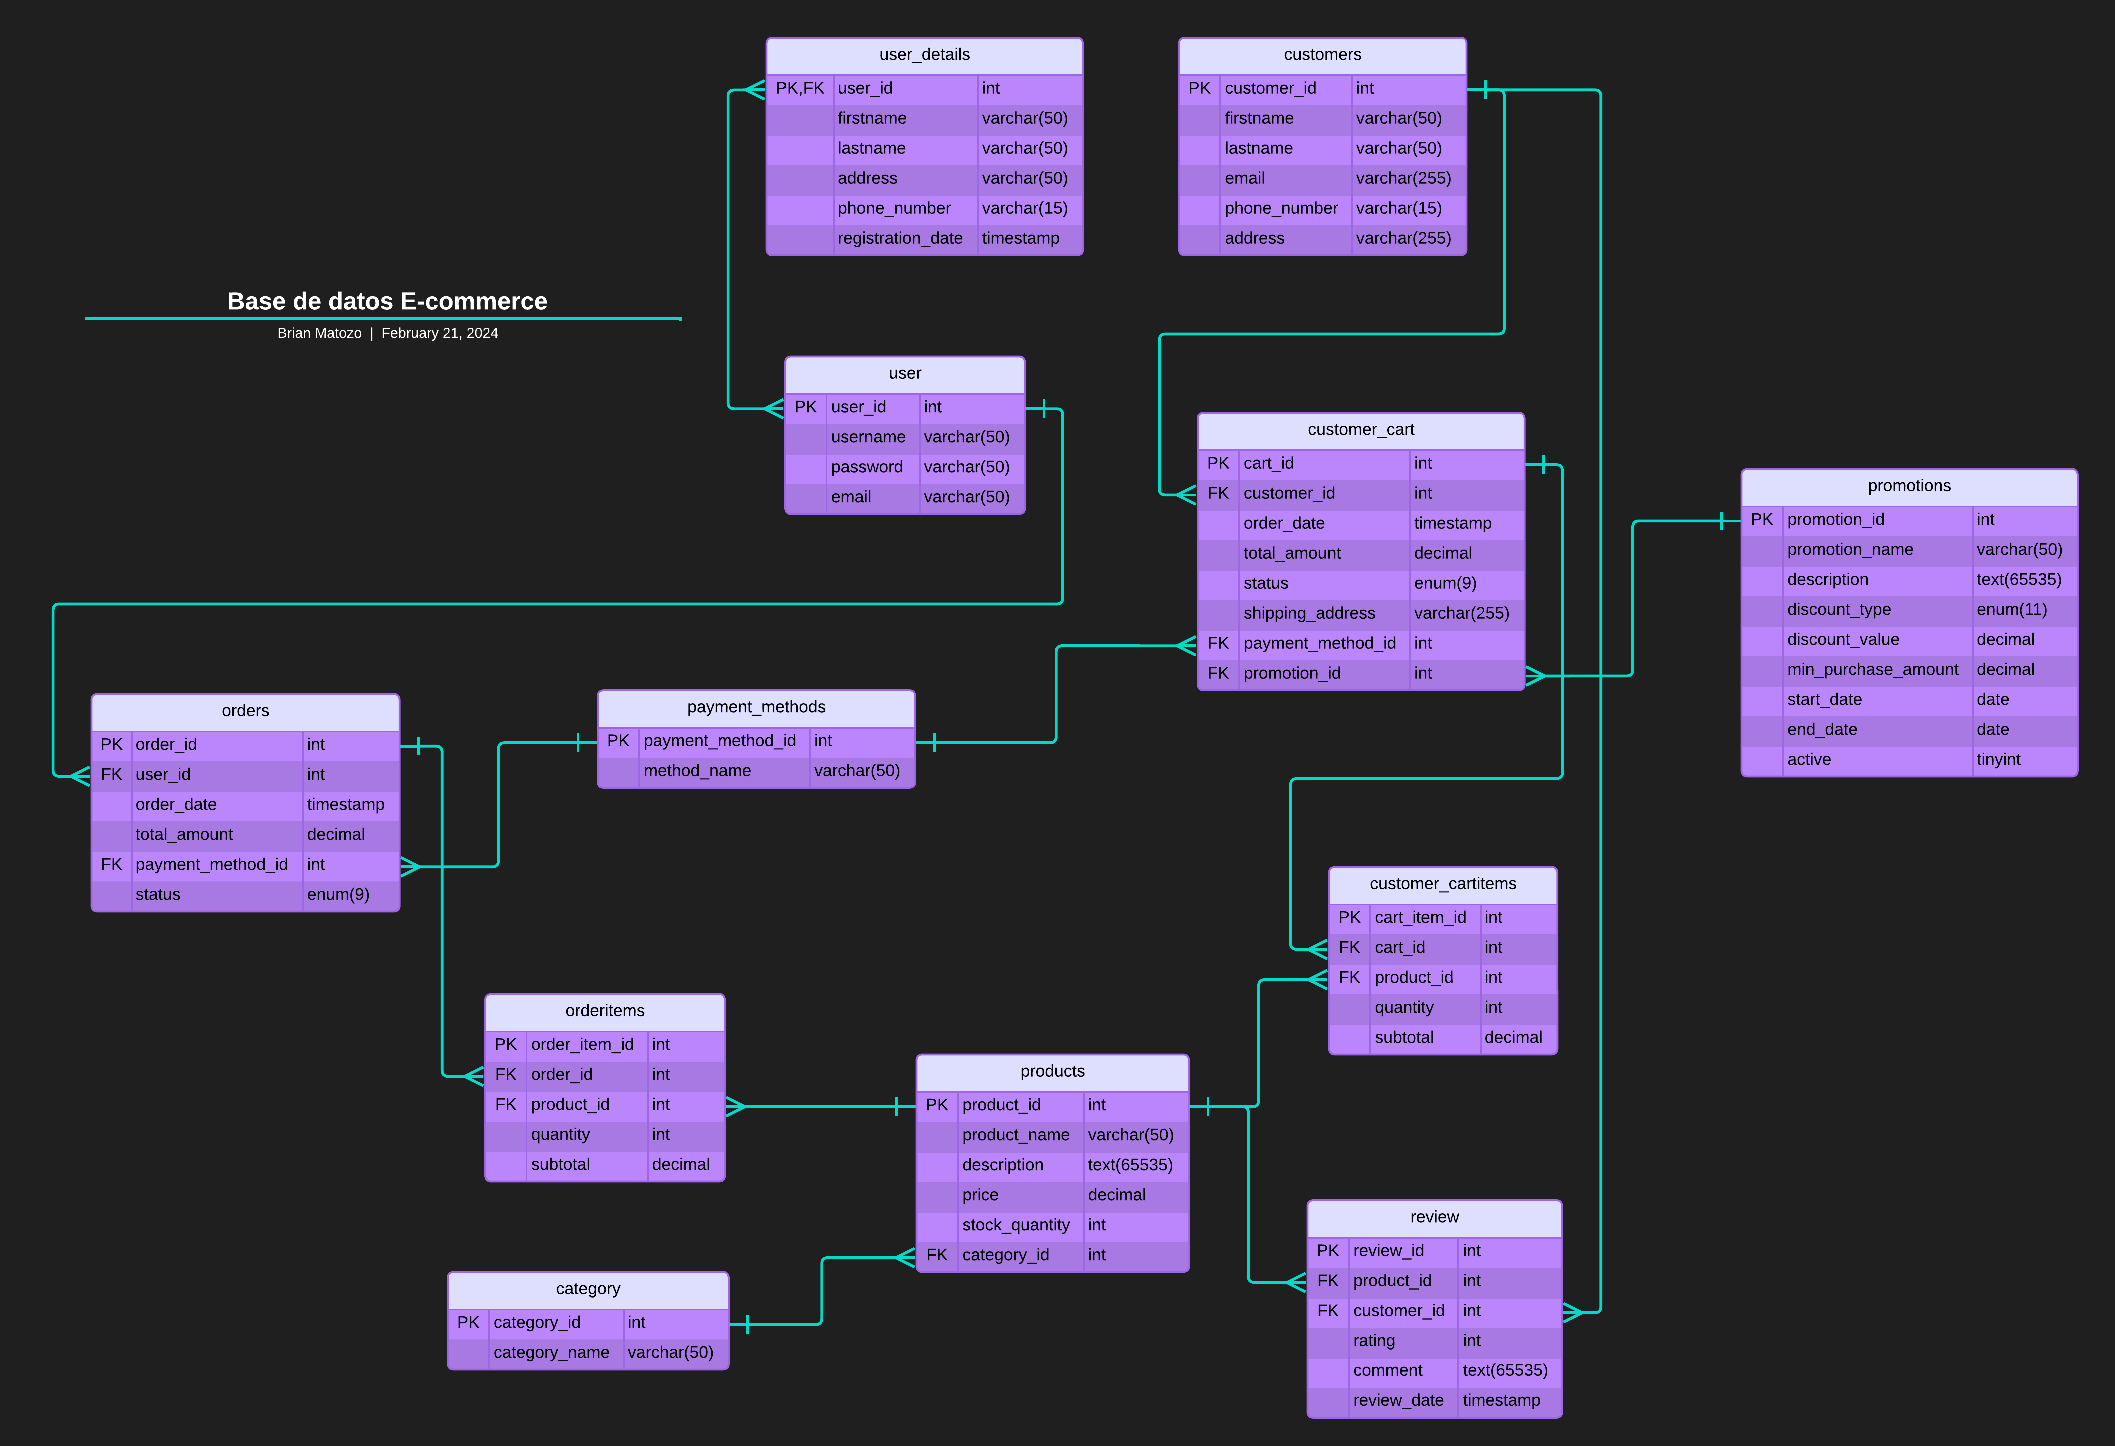 user_details
PK,FK user_id int
firstname varchar(50)
lastname varchar(50)
address varchar(50)
phone_number varchar(15)
registration_date timestamp
customers
PK customer_id int
firstname varchar(50)
lastname varchar(50)
email varchar(255)
phone_number varchar(15)
address varchar(255)
Base de datos E-commerce
Brian Matozo | February 21, 2024
user
PK user_id int
username varchar(50)
password varchar(50)
email varchar(50)
customer_cart
PK cart_id int
FK customer_id int
order_date timestamp
total_amount decimal
status enum(9)
shipping_address varchar(255)
FK payment_method_id int
FK promotion_id int
promotions
PK promotion_id int
promotion_name varchar(50)
description text(65535)
discount_type enum(11)
discount_value decimal
min_purchase_amount decimal
start_date date
end_date date
active tinyint
orders
PK order_id int
FK user_id int
order_date timestamp
total_amount decimal
FK payment_method_id int
status enum(9)
payment_methods
PK payment_method_id int
method_name varchar(50)
customer_cartitems
PK cart_item_id int
FK cart_id int
FK product_id int
quantity int
subtotal decimal
orderitems
PK order_item_id int
FK order_id int
FK product_id int
quantity int
subtotal decimal
products
PK product_id int
product_name varchar(50)
description text(65535)
price decimal
stock_quantity int
FK category_id int
review
PK review_id int
FK product_id int
FK customer_id int
rating int
comment text(65535)
review_date timestamp
category
PK category_id int
category_name varchar(50)